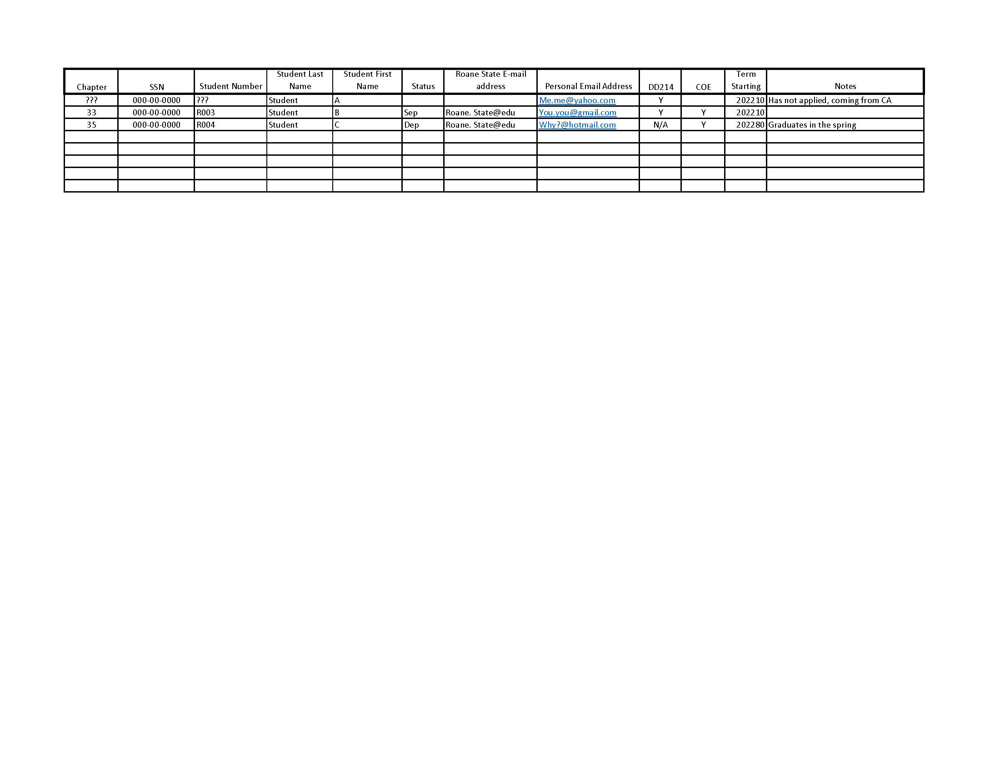 Chapter SSN Student Number Student Last Name Student First Name Status Roane State E-mail address Personal Email Address DD214 COE Term Starting Notes
??? 000-00-0000 ??? Student A Me.me@yahoo.com Y 202210 Has not applied, coming from CA
33 000-00-0000 R003 Student B Sep Roane. State@edu You.you@gmail.com Y Y 202210
35 000-00-0000 R004 Student C Dep Roane. State@edu Why?@hotmail.com N/A Y 202280 Graduates in the spring